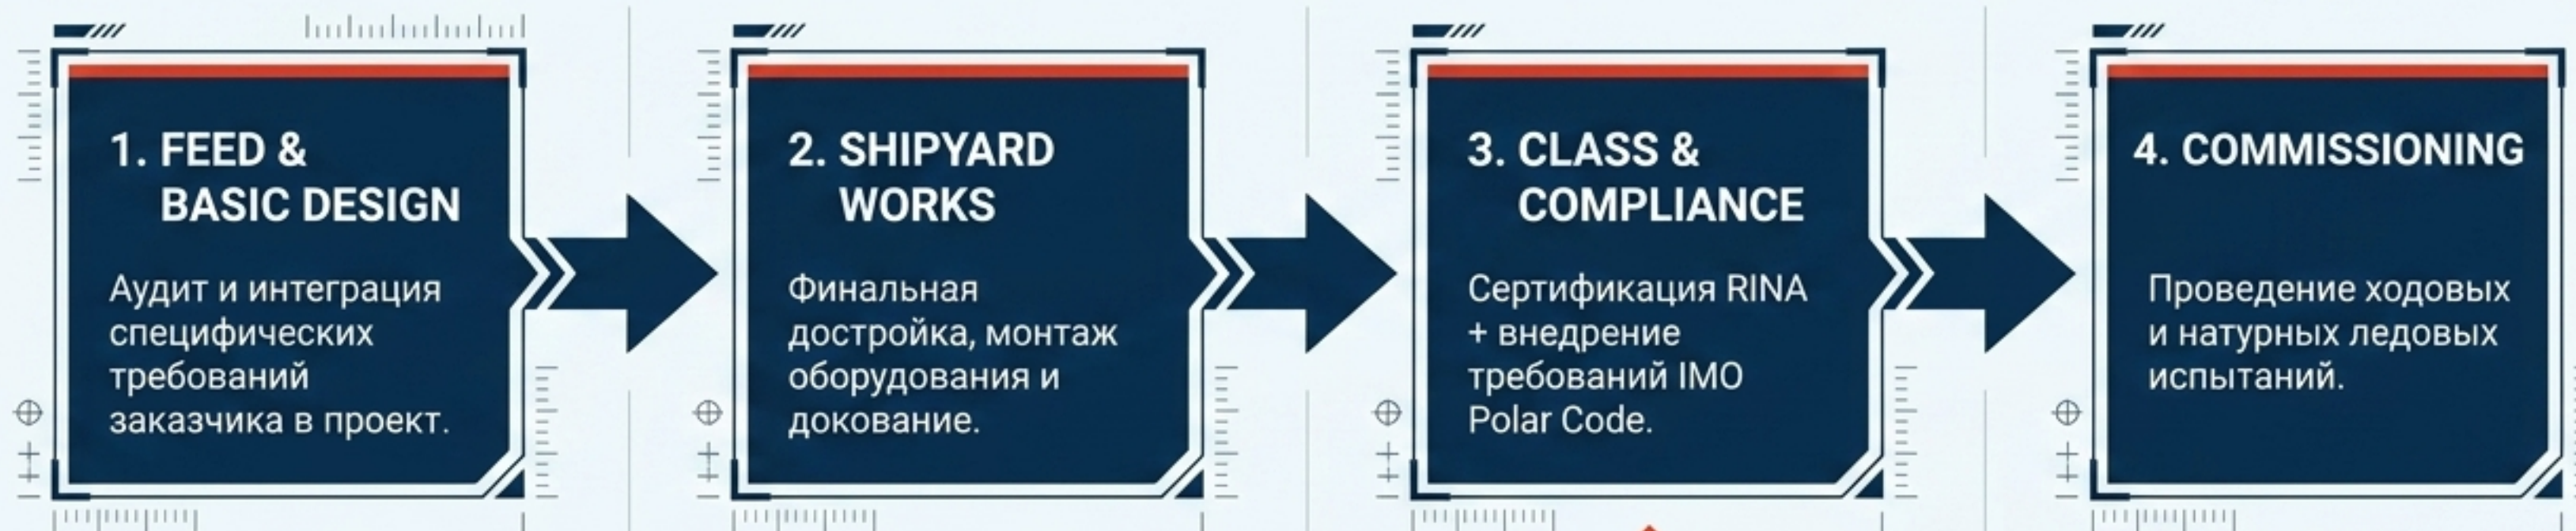 1. FEED &
BASIC DESIGN
Аудит и интеграция
специфических
требований
заказчика в проект.
2. SHIPYARD
WORKS
Финальная
достройка, монтаж
оборудования и
докование.
3. CLASS &
COMPLIANCE
Сертификация RINA
+ внедрение
требований IMO
Polar Code.
4. COMMISSIONING
Проведение ходовых
и натурных ледовых
испытаний.